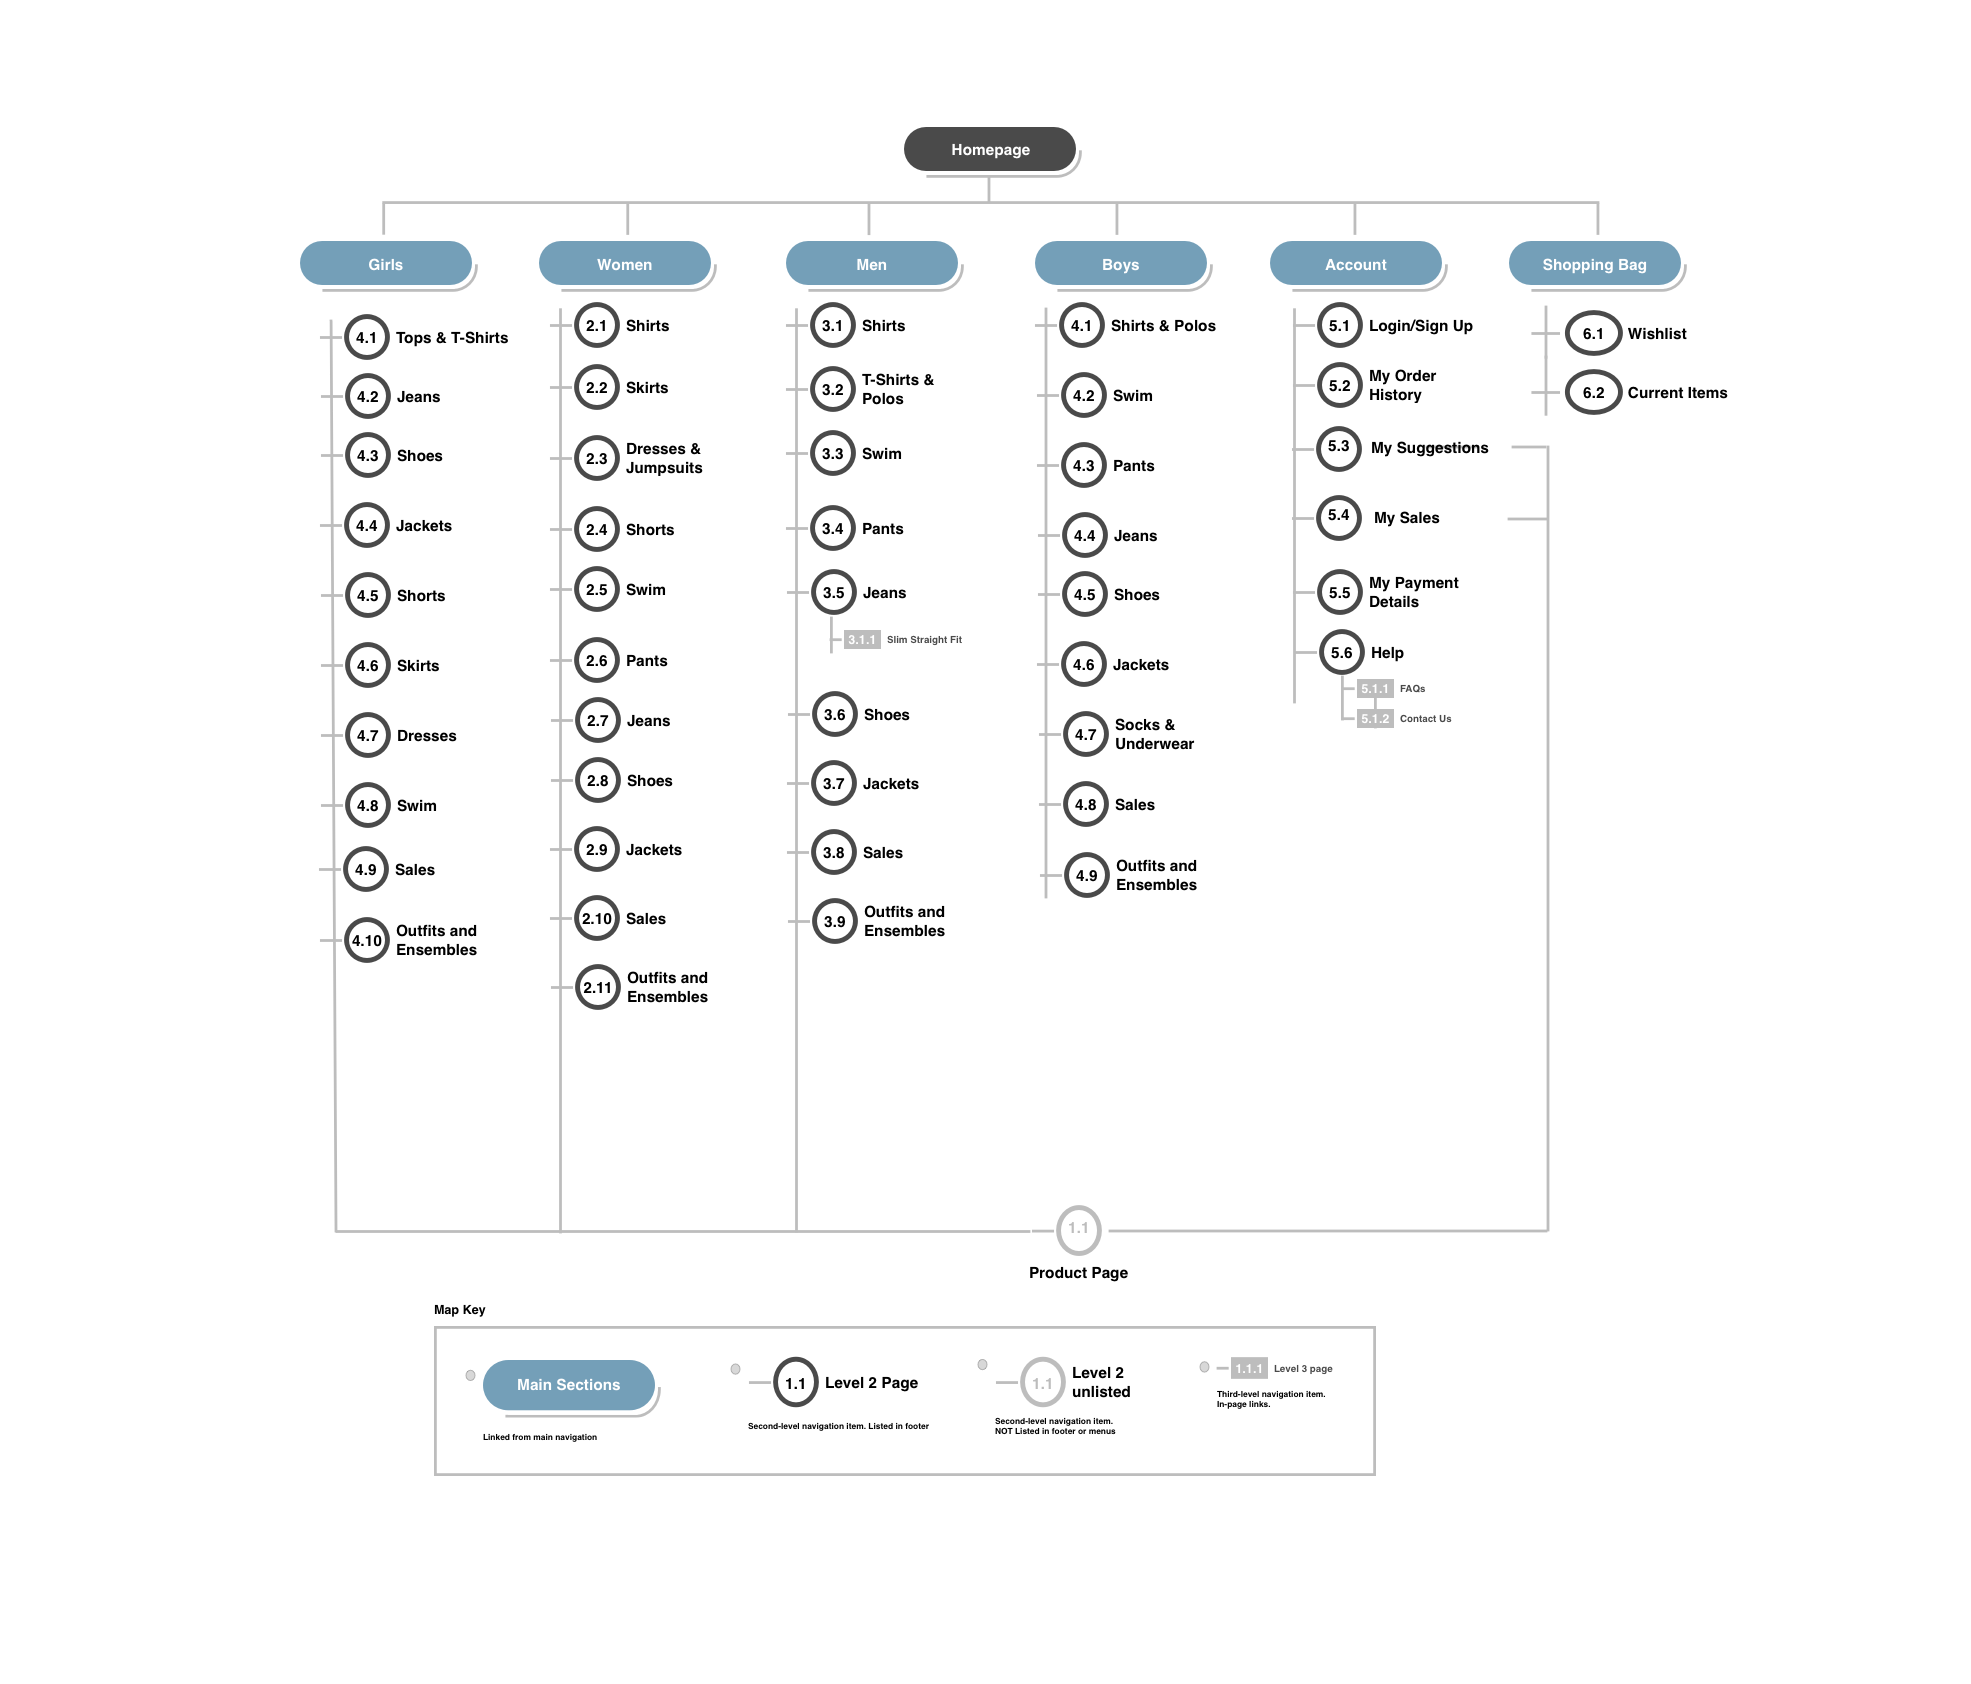 Homepage
Girls
Women
Men
Boys
Account
Shopping Bag
4.1 Tops & T-Shirts
4.2 Jeans
4.3 Shoes
4.4 Jackets
4.5 Shorts
4.6 Skirts
4.7 Dresses
4.8 Swim
4.9 Sales
4.10 Outfits and
Ensembles
2.1 Shirts
2.2 Skirts
2.3 Dresses &
Jumpsuits
2.4 Shorts
2.5 Swim
2.6 Pants
2.7 Jeans
2.8 Shoes
2.9 Jackets
2.10 Sales
2.11 Outfits and
Ensembles
3.1 Shirts
3.2 T-Shirts &
Polos
3.3 Swim
3.4 Pants
3.5 Jeans
3.1.1 Slim Straight Fit
3.6 Shoes
3.7 Jackets
3.8 Sales
3.9 Outfits and
Ensembles
4.1 Shirts & Polos
4.2 Swim
4.3 Pants
4.4 Jeans
4.5 Shoes
4.6 Jackets
4.7 Socks &
Underwear
4.8 Sales
4.9 Outfits and
Ensembles
5.1 Login/Sign Up
5.2 My Order
History
5.3 My Suggestions
5.4 My Sales
5.5 My Payment
Details
5.6 Help
5.1.1 FAQs
5.1.2 Contact Us
6.1 Wishlist
6.2 Current Items
1.1
Product Page
Map Key
Main Sections
Linked from main navigation
1.1 Level 2 Page
Second-level navigation item. Listed in footer
1.1 Level 2
unlisted
Second-level navigation item.
NOT Listed in footer or menus
1.1.1 Level 3 page
Third-level navigation item.
In-page links.